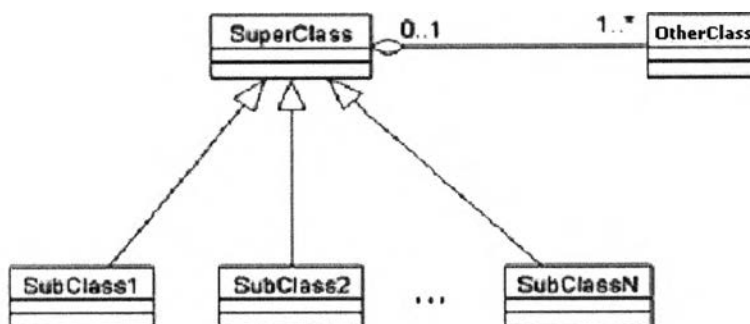 SuperClass
0..1
1..*
OtherClass
SubClass1
SubClass2
...
SubClassN